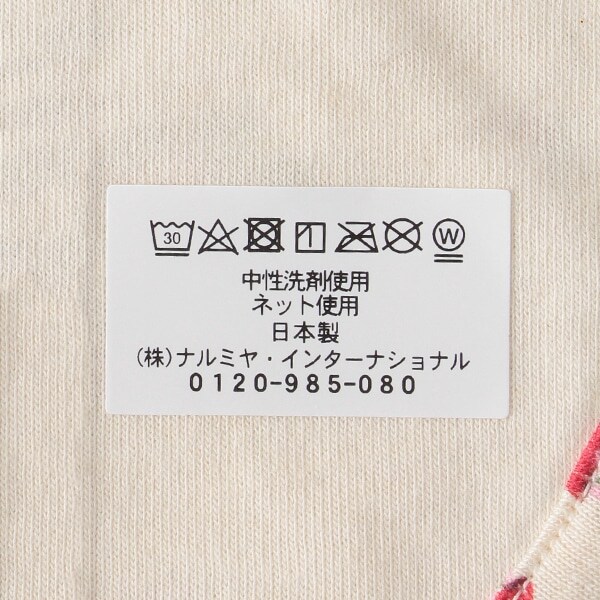 30 W
中性洗剤使用
ネット使用
日本製
(株)ナルミヤ・インターナショナル
0120-985-080